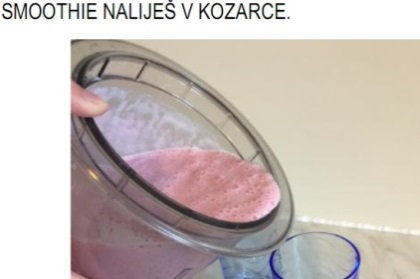 SMOOTHIE NALIJEŠ V KOZARCE.